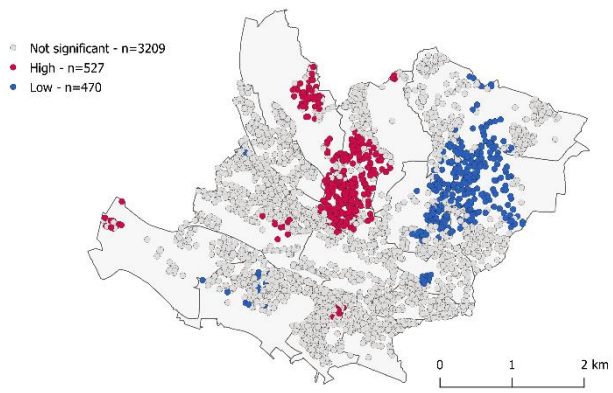 Not significant - n=3209
High - n=527
Low - n=470
0 1 2 km